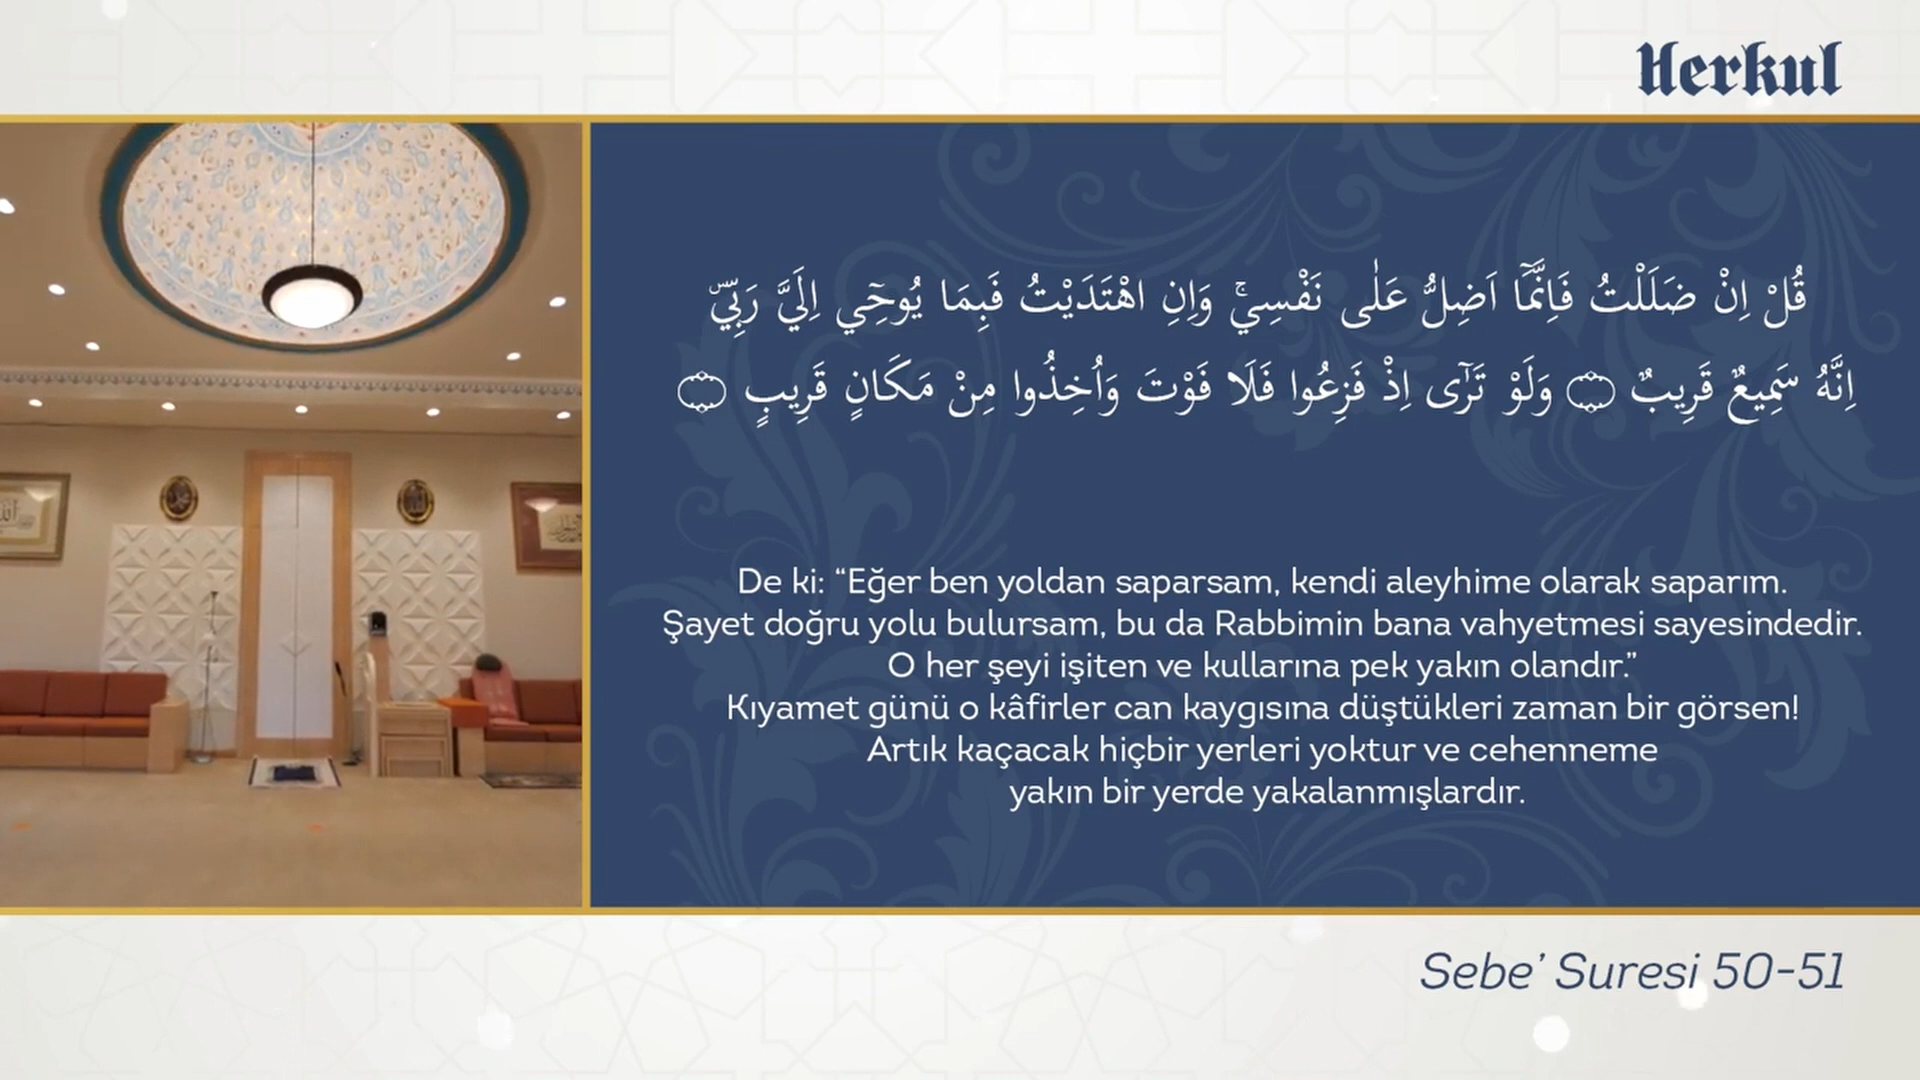 Herkul
قُلْ اِنْ ضَلَلْتُ فَاِنَّمَٓا اَضِلُّ عَلٰى نَفْسِيۚ وَاِنِ اهْتَدَيْتُ فَبِمَا يُوح۪ٓي اِلَيَّ رَبّ۪يۜ
اِنَّهُ سَم۪يعٌ قَر۪يبٌ ۝ وَلَوْ تَرٰٓى اِذْ فَزِعُوا فَلَا فَوْتَ وَاُخِذُوا مِنْ مَكَانٍ قَر۪يبٍ ۝
De ki: “Eğer ben yoldan saparsam, kendi aleyhime olarak saparım.
Şayet doğru yolu bulursam, bu da Rabbimin bana vahyetmesi sayesindedir.
O her şeyi işiten ve kullarına pek yakın olandır.”
Kıyamet günü o kâfirler can kaygısına düştükleri zaman bir görsen!
Artık kaçacak hiçbir yerleri yoktur ve cehenneme
yakın bir yerde yakalanmışlardır.
Sebe’ Suresi 50-51